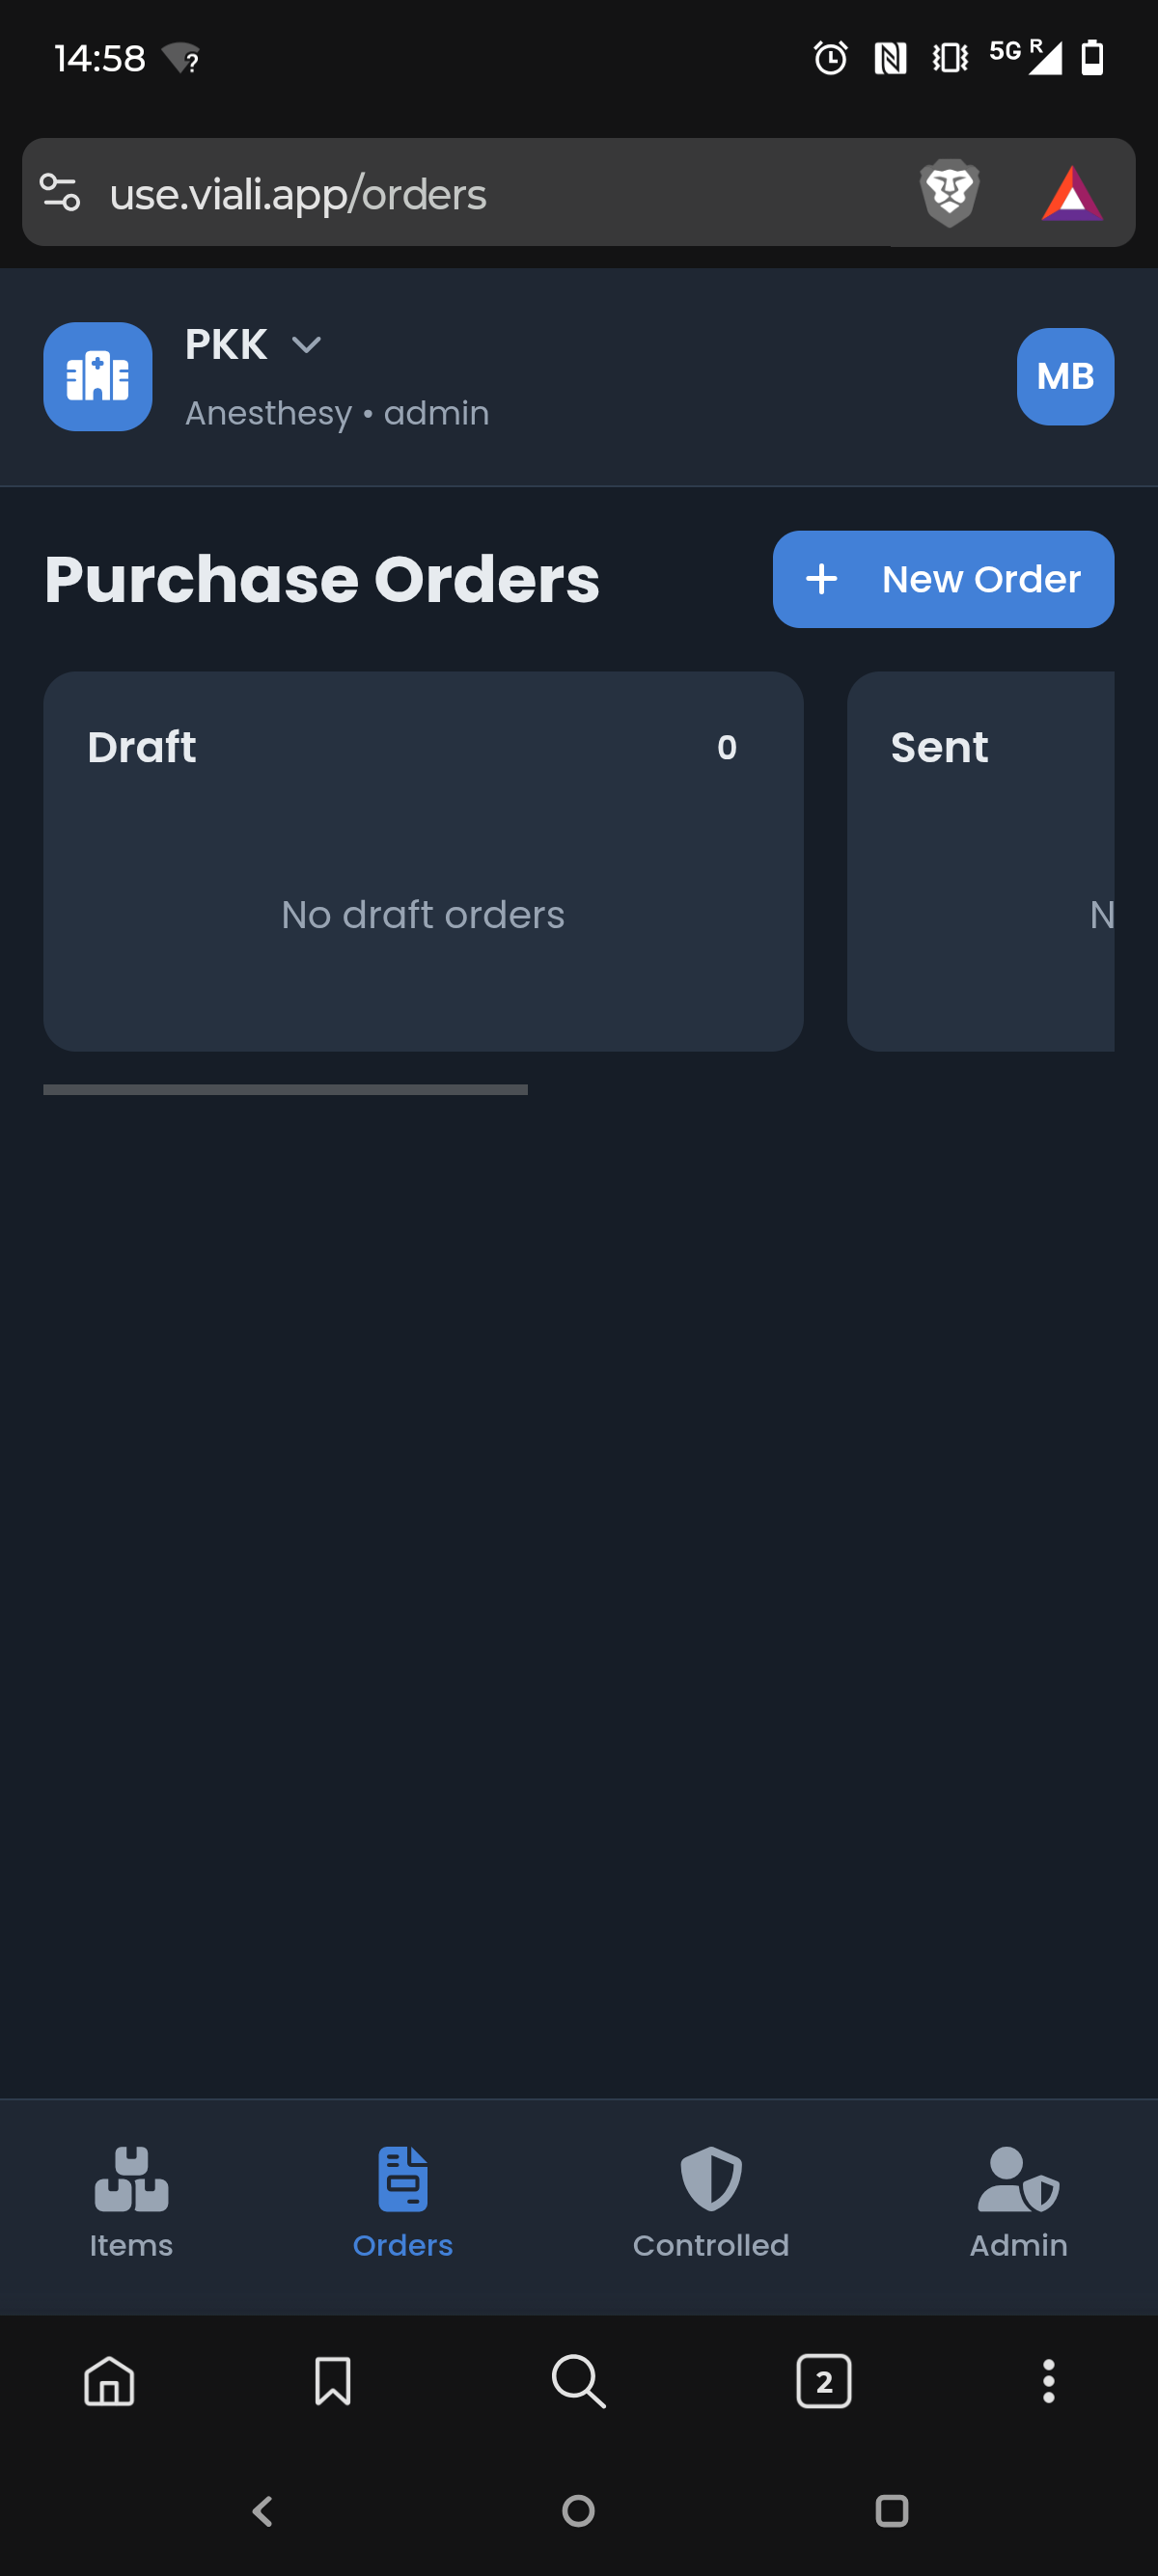 14:58
5G R
use.viali.app/orders
PKK
Anesthesy • admin
MB
Purchase Orders
+ New Order
Draft 0
Sent
No draft orders
N
Items
Orders
Controlled
Admin
2